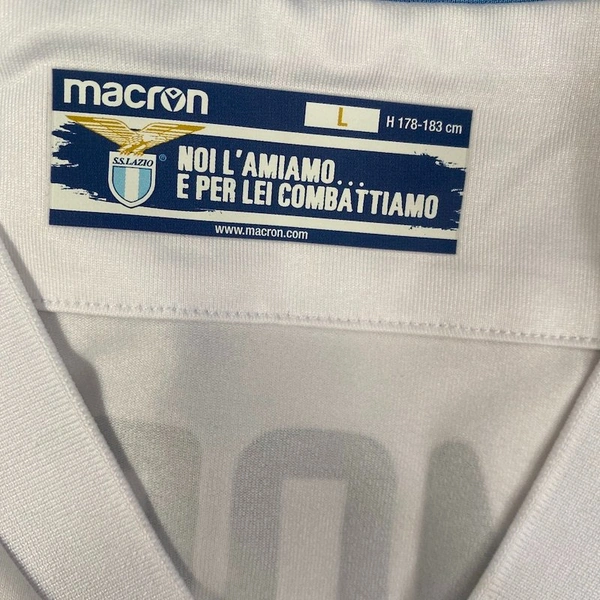 macron
L
H 178-183 cm
S.S.LAZIO
®
NOI L'AMIAMO...
E PER LEI COMBATTIAMO
www.macron.com